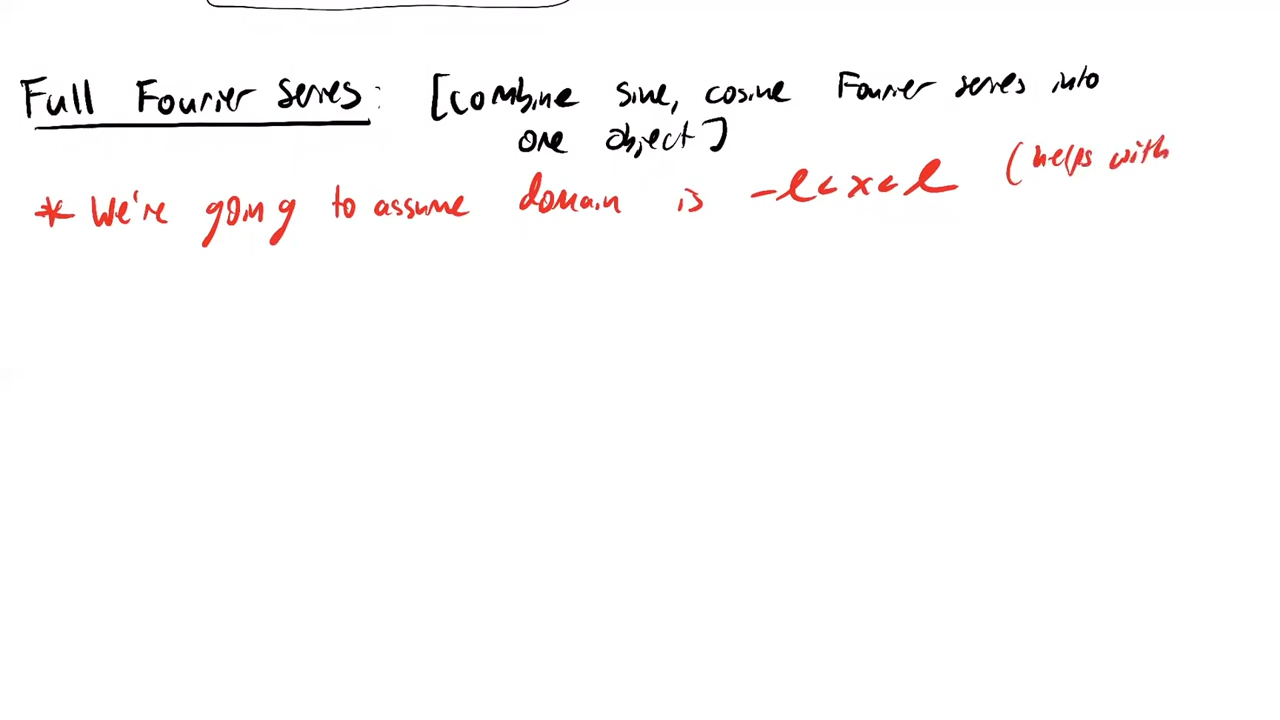 Full Fourier Series: [combine sine, cosine Fourier series into
one object]
* We're going to assume domain is -l < x < l (helps with